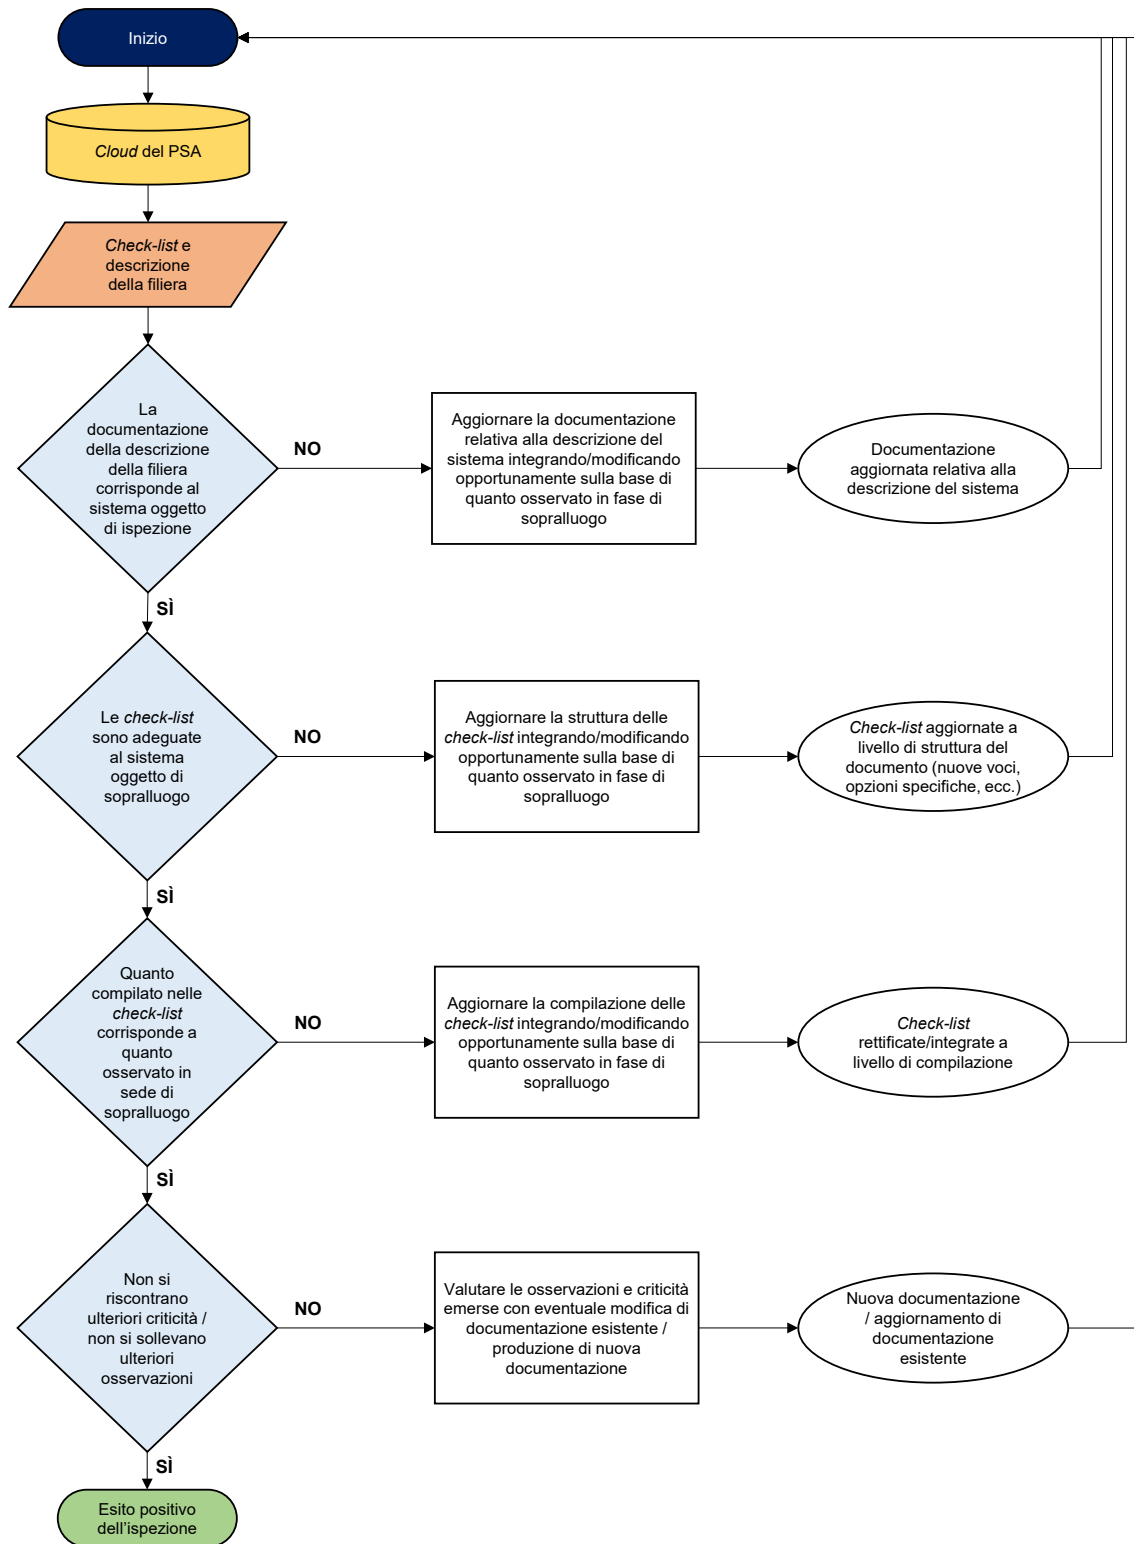 Inizio
Cloud del PSA
Check-list e
descrizione
della filiera
La
documentazione
della descrizione
della filiera
corrisponde al
sistema oggetto
di ispezione
NO
Aggiornare la documentazione
relativa alla descrizione del
sistema integrando/modificando
opportunamente sulla base di
quanto osservato in fase di
sopralluogo
Documentazione
aggiornata relativa alla
descrizione del sistema
SÌ
Le check-list
sono adeguate
al sistema
oggetto di
sopralluogo
NO
Aggiornare la struttura delle
check-list integrando/modificando
opportunamente sulla base di
quanto osservato in fase di
sopralluogo
Check-list aggiornate a
livello di struttura del
documento (nuove voci,
opzioni specifiche, ecc.)
SÌ
Quanto
compilato nelle
check-list
corrisponde a
quanto
osservato in
sede di
sopralluogo
NO
Aggiornare la compilazione delle
check-list integrando/modificando
opportunamente sulla base di
quanto osservato in fase di
sopralluogo
Check-list
rettificate/integrate a
livello di compilazione
SÌ
Non si
riscontrano
ulteriori criticità /
non si sollevano
ulteriori
osservazioni
NO
Valutare le osservazioni e criticità
emerse con eventuale modifica di
documentazione esistente /
produzione di nuova
documentazione
Nuova documentazione
/ aggiornamento di
documentazione
esistente
SÌ
Esito positivo
dell'ispezione